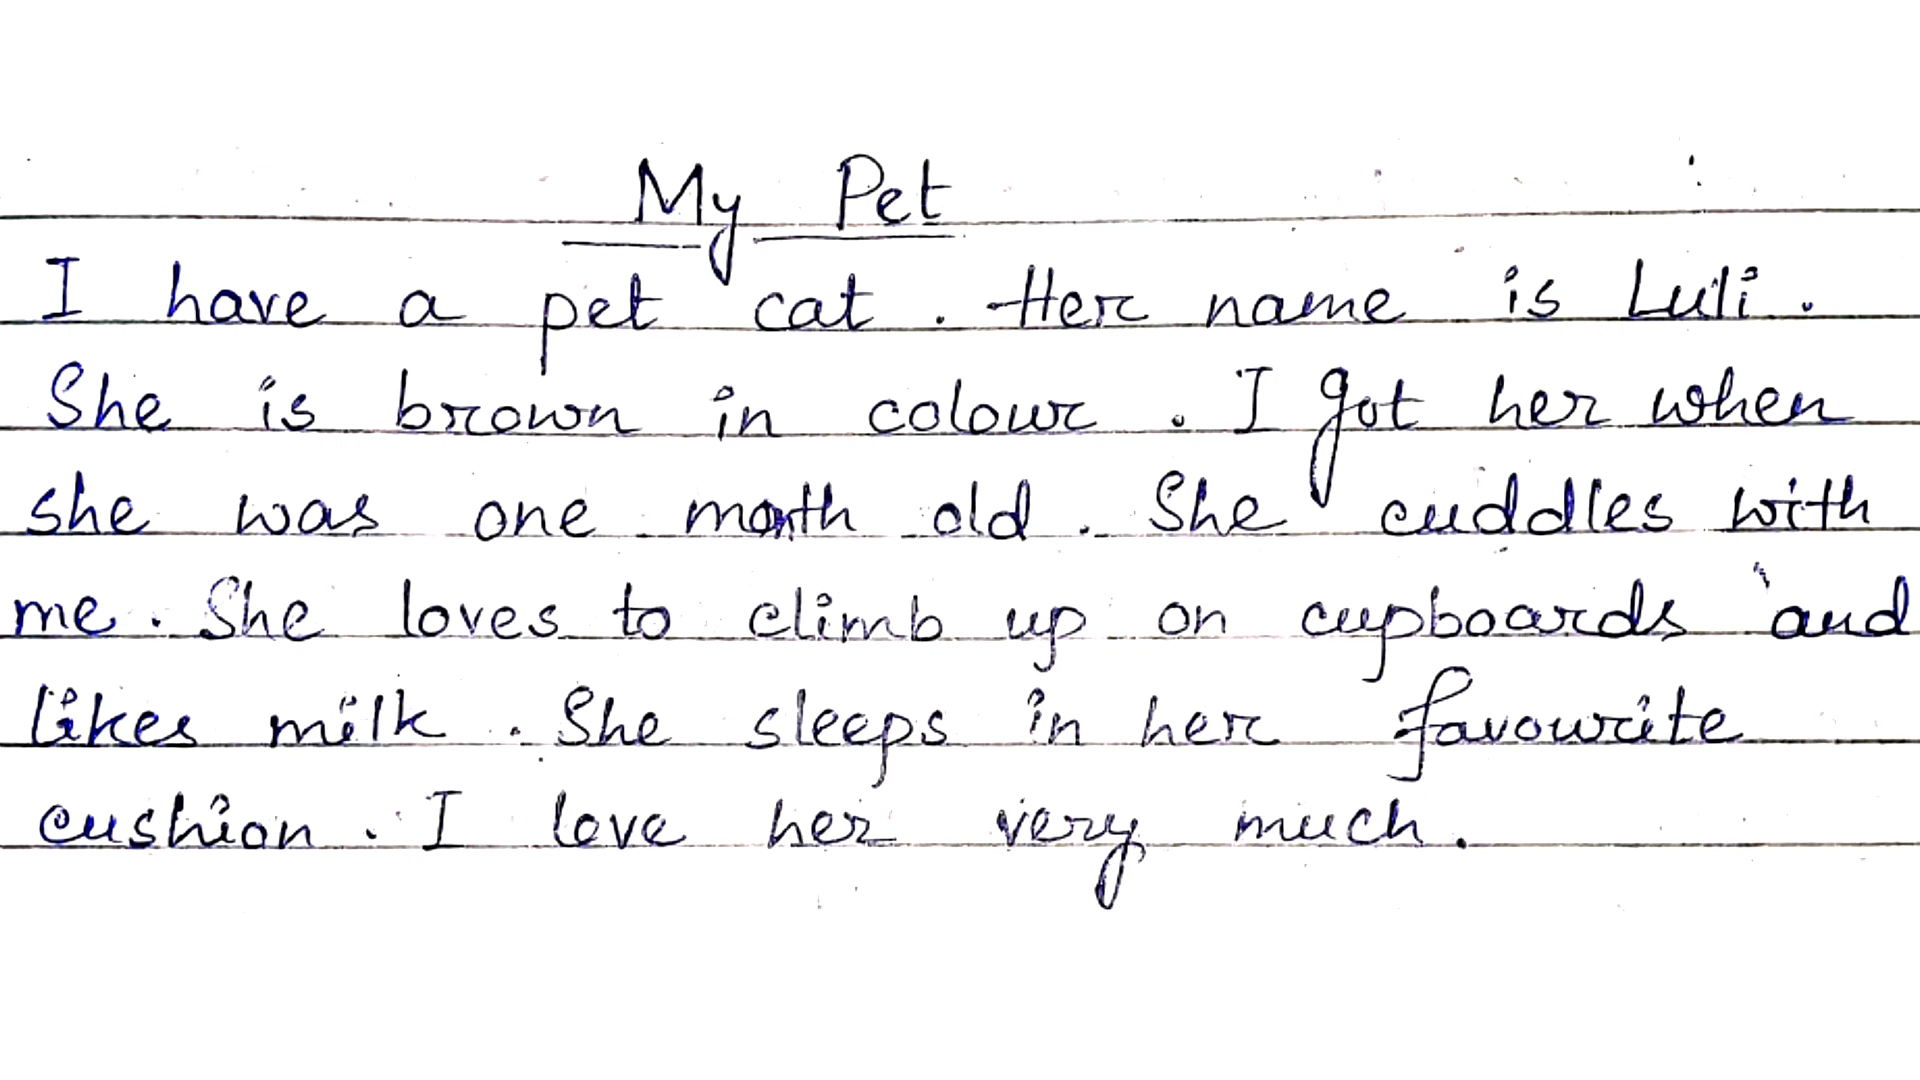 My Pet
I have a pet cat. Her name is Luli.
She is brown in colour. I got her when
she was one month old. She cuddles with
me. She loves to climb up on cupboards and
likes milk. She sleeps in her favourite
cushion. I love her very much.